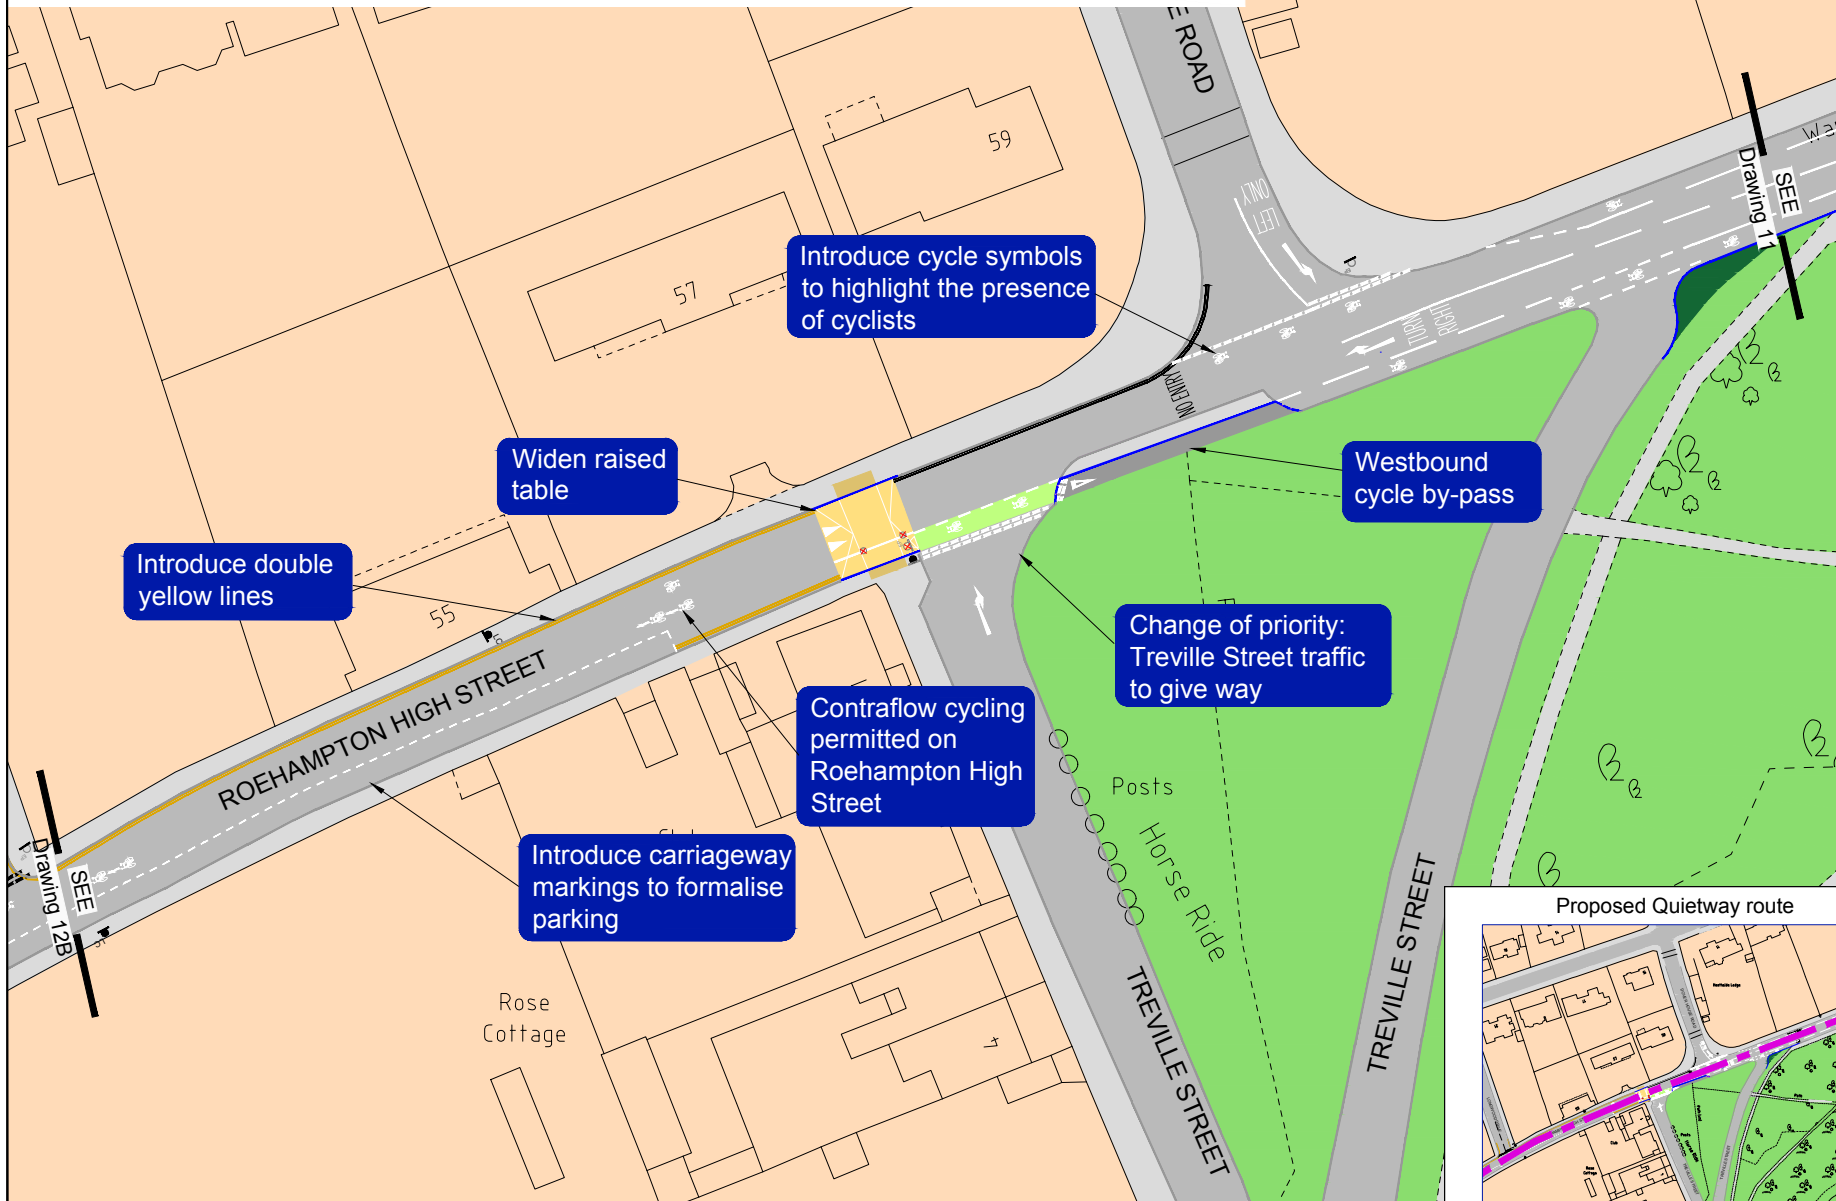 E ROAD
59
57
LEFT
ONLY
SEE
Drawing 11
Introduce cycle symbols
to highlight the presence
of cyclists
TURN
RIGHT
NO ENTRY
Widen raised
table
Westbound
cycle by-pass
Introduce double
yellow lines
55
Change of priority:
Treville Street traffic
to give way
ROEHAMPTON HIGH STREET
Contraflow cycling
permitted on
Roehampton High
Street
Posts
Horse Ride
Introduce carriageway
markings to formalise
parking
SEE
Drawing 12B
TREVILLE STREET
TREVILLE STREET
Rose
Cottage
Proposed Quietway route